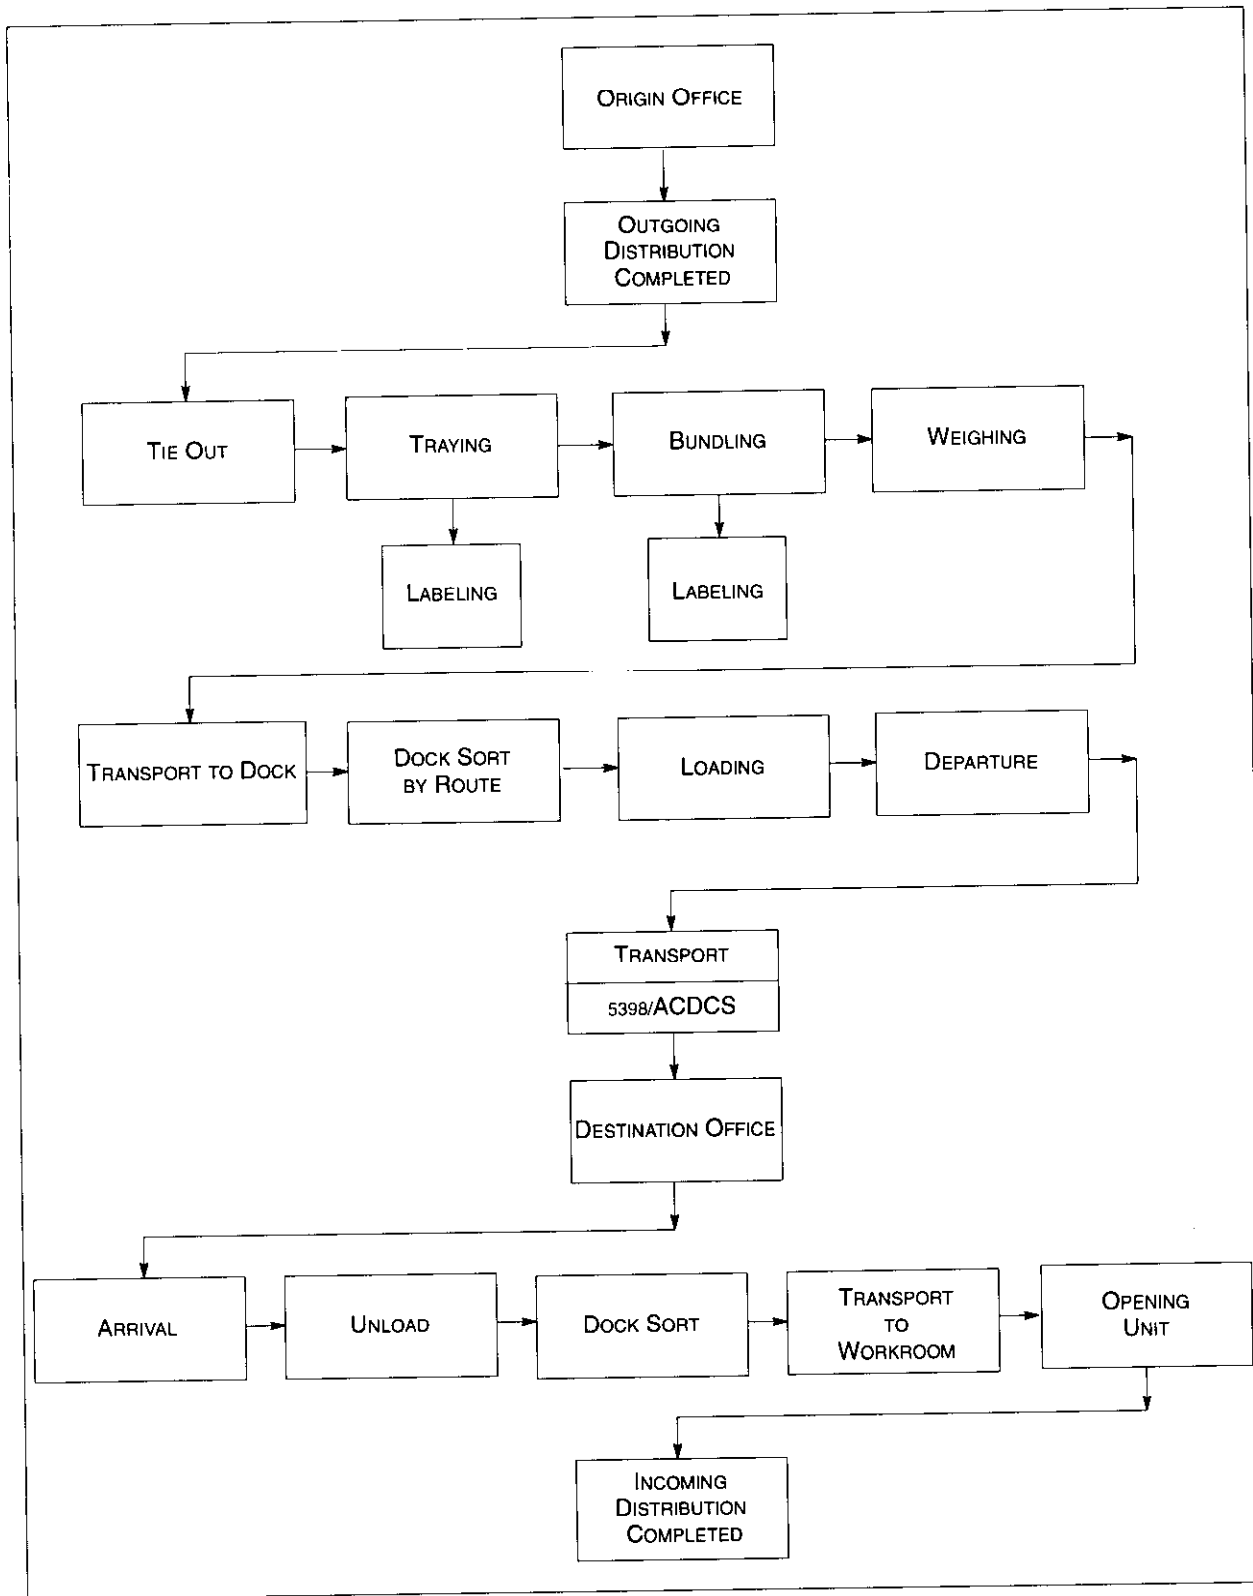 ORIGIN OFFICE
OUTGOING
DISTRIBUTION
COMPLETED
TIE OUT
TRAYING
BUNDLING
WEIGHING
LABELING
LABELING
TRANSPORT TO DOCK
DOCK SORT
BY ROUTE
LOADING
DEPARTURE
TRANSPORT
5398/ACDCS
DESTINATION OFFICE
ARRIVAL
UNLOAD
DOCK SORT
TRANSPORT
TO
WORKROOM
OPENING
UNIT
INCOMING
DISTRIBUTION
COMPLETED